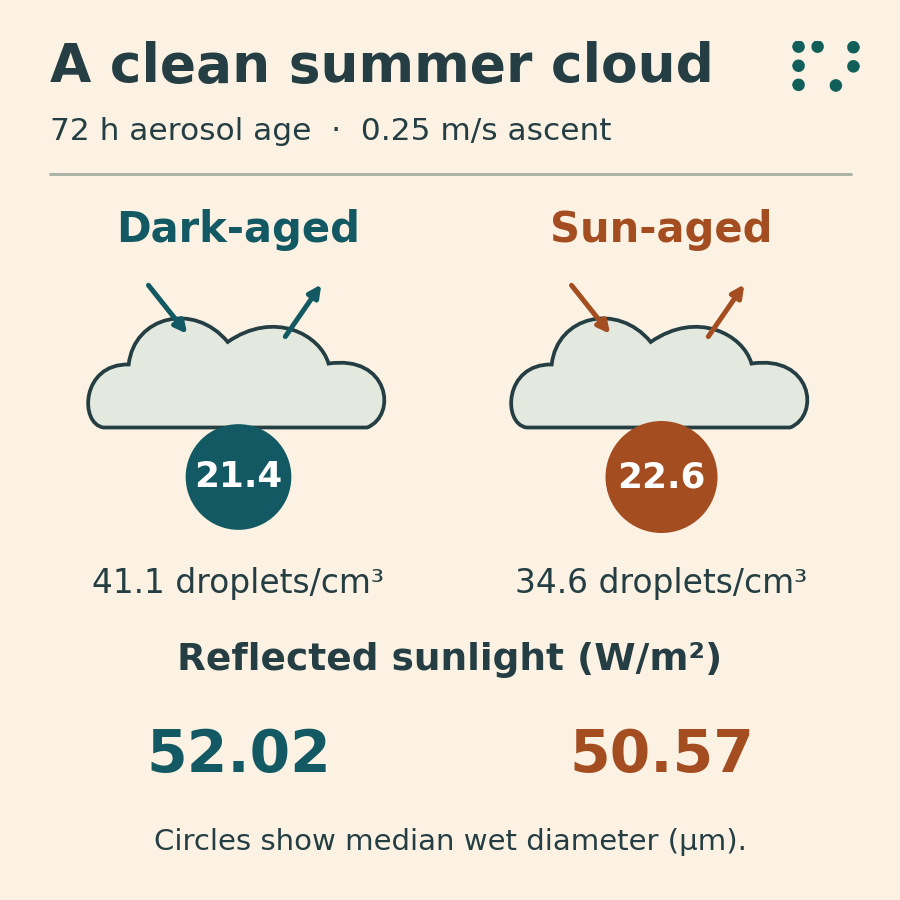 A clean summer cloud
72 h aerosol age · 0.25 m/s ascent
Dark-aged
Sun-aged
21.4
22.6
41.1 droplets/cm³
34.6 droplets/cm³
Reflected sunlight (W/m²)
52.02
50.57
Circles show median wet diameter (µm).